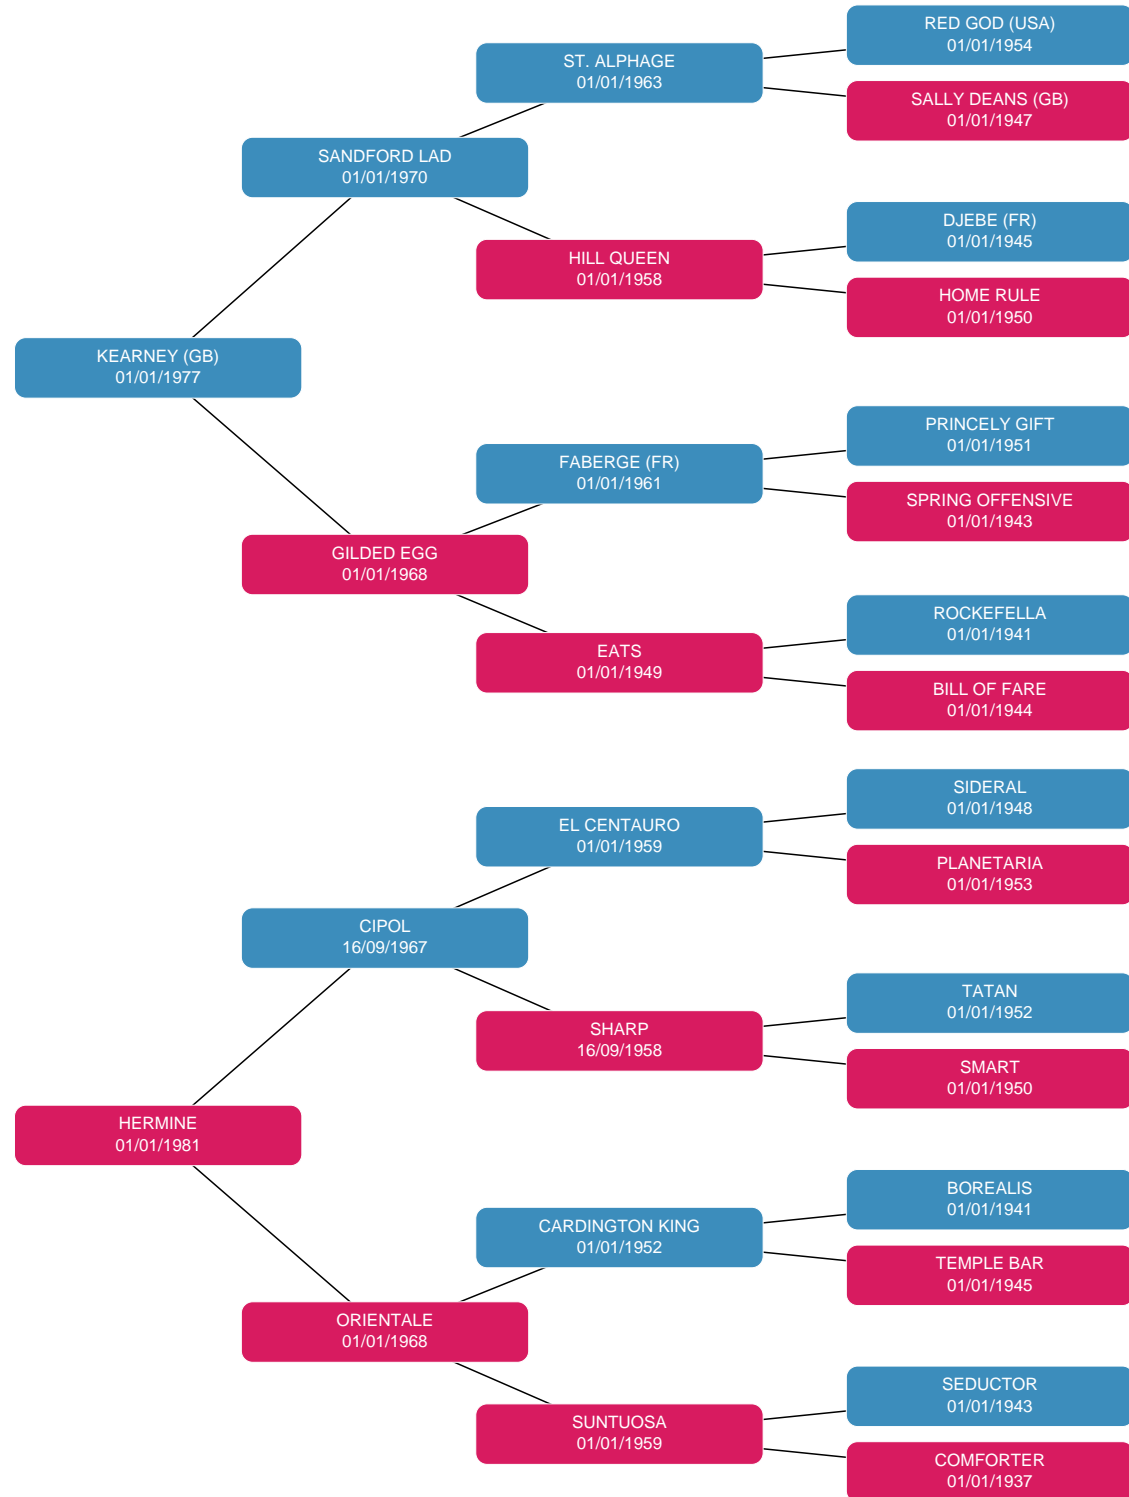 RED GOD (USA)
01/01/1954
ST. ALPHAGE
01/01/1963
SALLY DEANS (GB)
01/01/1947
SANDFORD LAD
01/01/1970
DJEBE (FR)
01/01/1945
HILL QUEEN
01/01/1958
HOME RULE
01/01/1950
KEARNEY (GB)
01/01/1977
PRINCELY GIFT
01/01/1951
FABERGE (FR)
01/01/1961
SPRING OFFENSIVE
01/01/1943
GILDED EGG
01/01/1968
ROCKEFELLA
01/01/1941
EATS
01/01/1949
BILL OF FARE
01/01/1944
SIDERAL
01/01/1948
EL CENTAURO
01/01/1959
PLANETARIA
01/01/1953
CIPOL
16/09/1967
TATAN
01/01/1952
SHARP
16/09/1958
SMART
01/01/1950
HERMINE
01/01/1981
BOREALIS
01/01/1941
CARDINGTON KING
01/01/1952
TEMPLE BAR
01/01/1945
ORIENTALE
01/01/1968
SEDUCTOR
01/01/1943
SUNTUOSA
01/01/1959
COMFORTER
01/01/1937